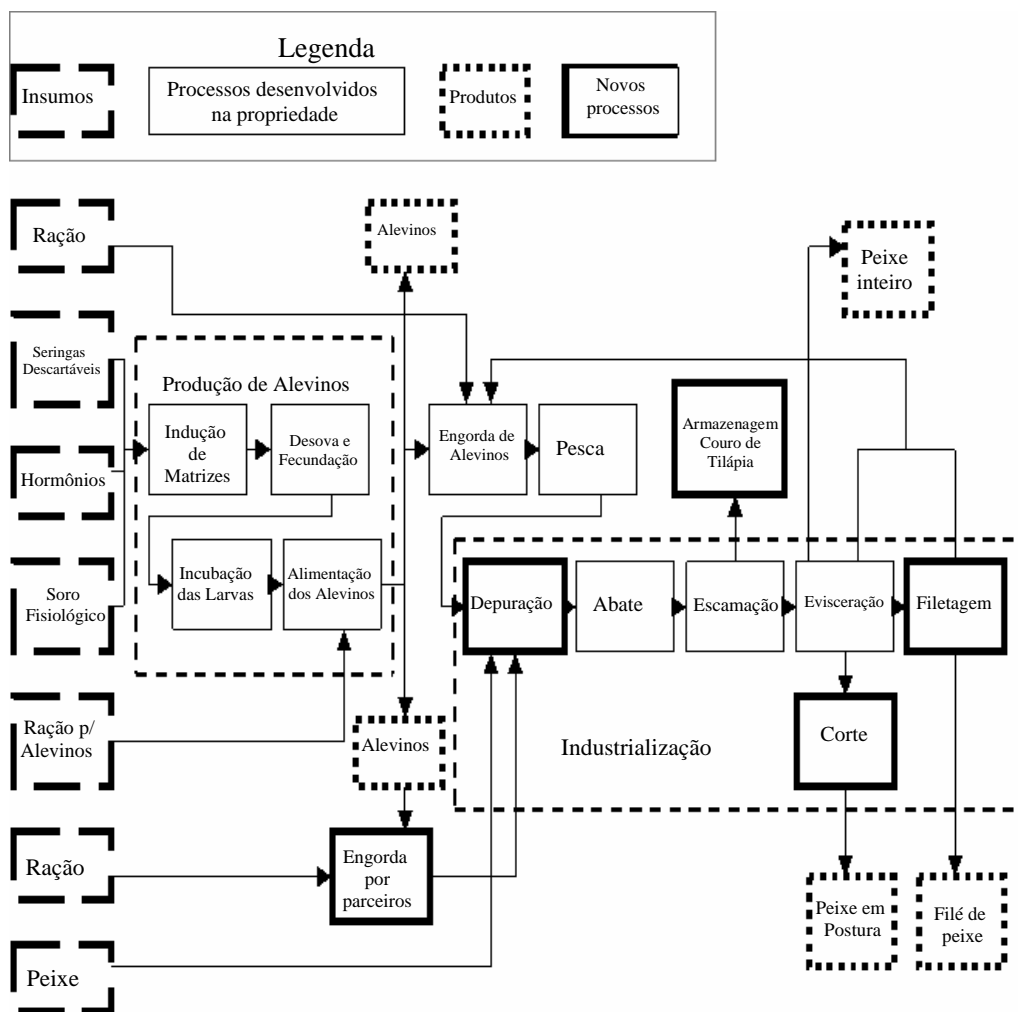 Legenda
Insumos
Processos desenvolvidos
na propriedade
Produtos
Novos
processos
Ração
Alevinos
Peixe
inteiro
Seringas
Descartáveis
Produção de Alevinos
Indução
de
Matrizes
Desova e
Fecundação
Engorda de
Alevinos
Pesca
Armazenagem
Couro de
Tilápia
Hormônios
Soro
Fisiológico
Incubação
das Larvas
Alimentação
dos Alevinos
Depuração
Abate
Escamação
Evisceração
Filetagem
Ração p/
Alevinos
Alevinos
Industrialização
Corte
Ração
Engorda
por
parceiros
Peixe em
Postura
Filé de
peixe
Peixe